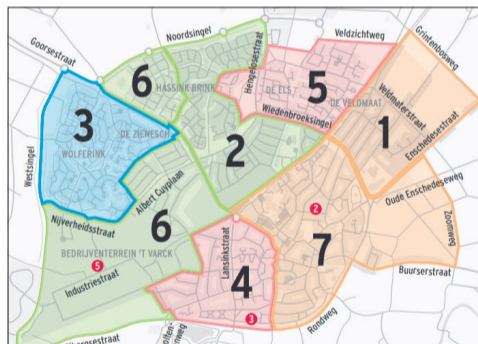 Goorsestraat
Noordsingel
Hengelosestraat
Veldzichtweg
Grintenbosweg
6
HASSINK BRINK
DE ELS
5
DE VELDMAAT
Veldmaterstraat
Enschedesestraat
1
3
DE ZIENESCH
WOLFERINK
Wiedenbroeksingel
2
Westsingel
Albert Cuyplaan
Oude Enschedeseweg
Zoomweg
Nijverheidsstraat
6
BEDRIJVENTERREIN 'T VARCK
5
Industriestraat
Lansinkstraat
2
7
4
3
Buurserstraat
Rondweg